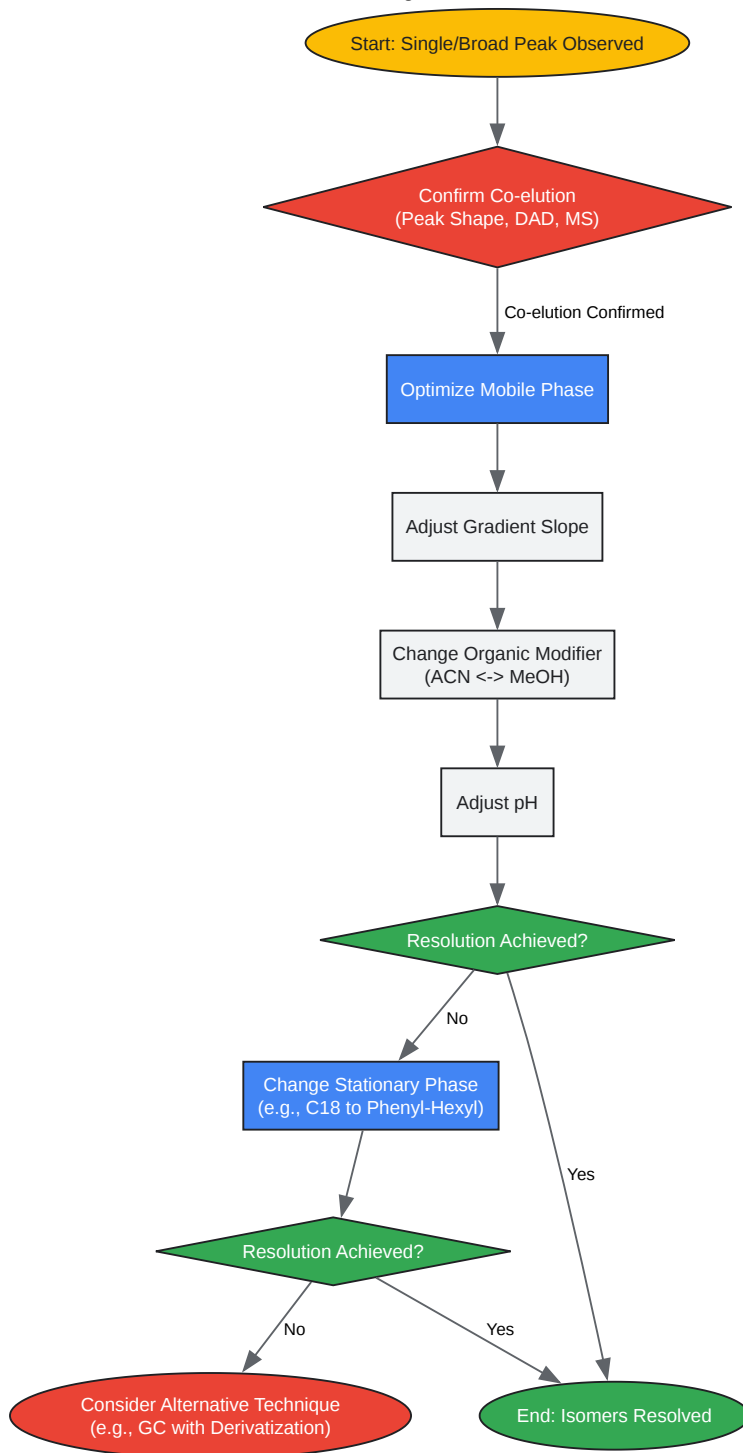 Start: Single/Broad Peak Observed
Confirm Co-elution
(Peak Shape, DAD, MS)
Co-elution Confirmed
Optimize Mobile Phase
Adjust Gradient Slope
Change Organic Modifier
(ACN <-> MeOH)
Adjust pH
Resolution Achieved?
No
Change Stationary Phase
(e.g., C18 to Phenyl-Hexyl)
Yes
Resolution Achieved?
No
Yes
Consider Alternative Technique
(e.g., GC with Derivatization)
End: Isomers Resolved